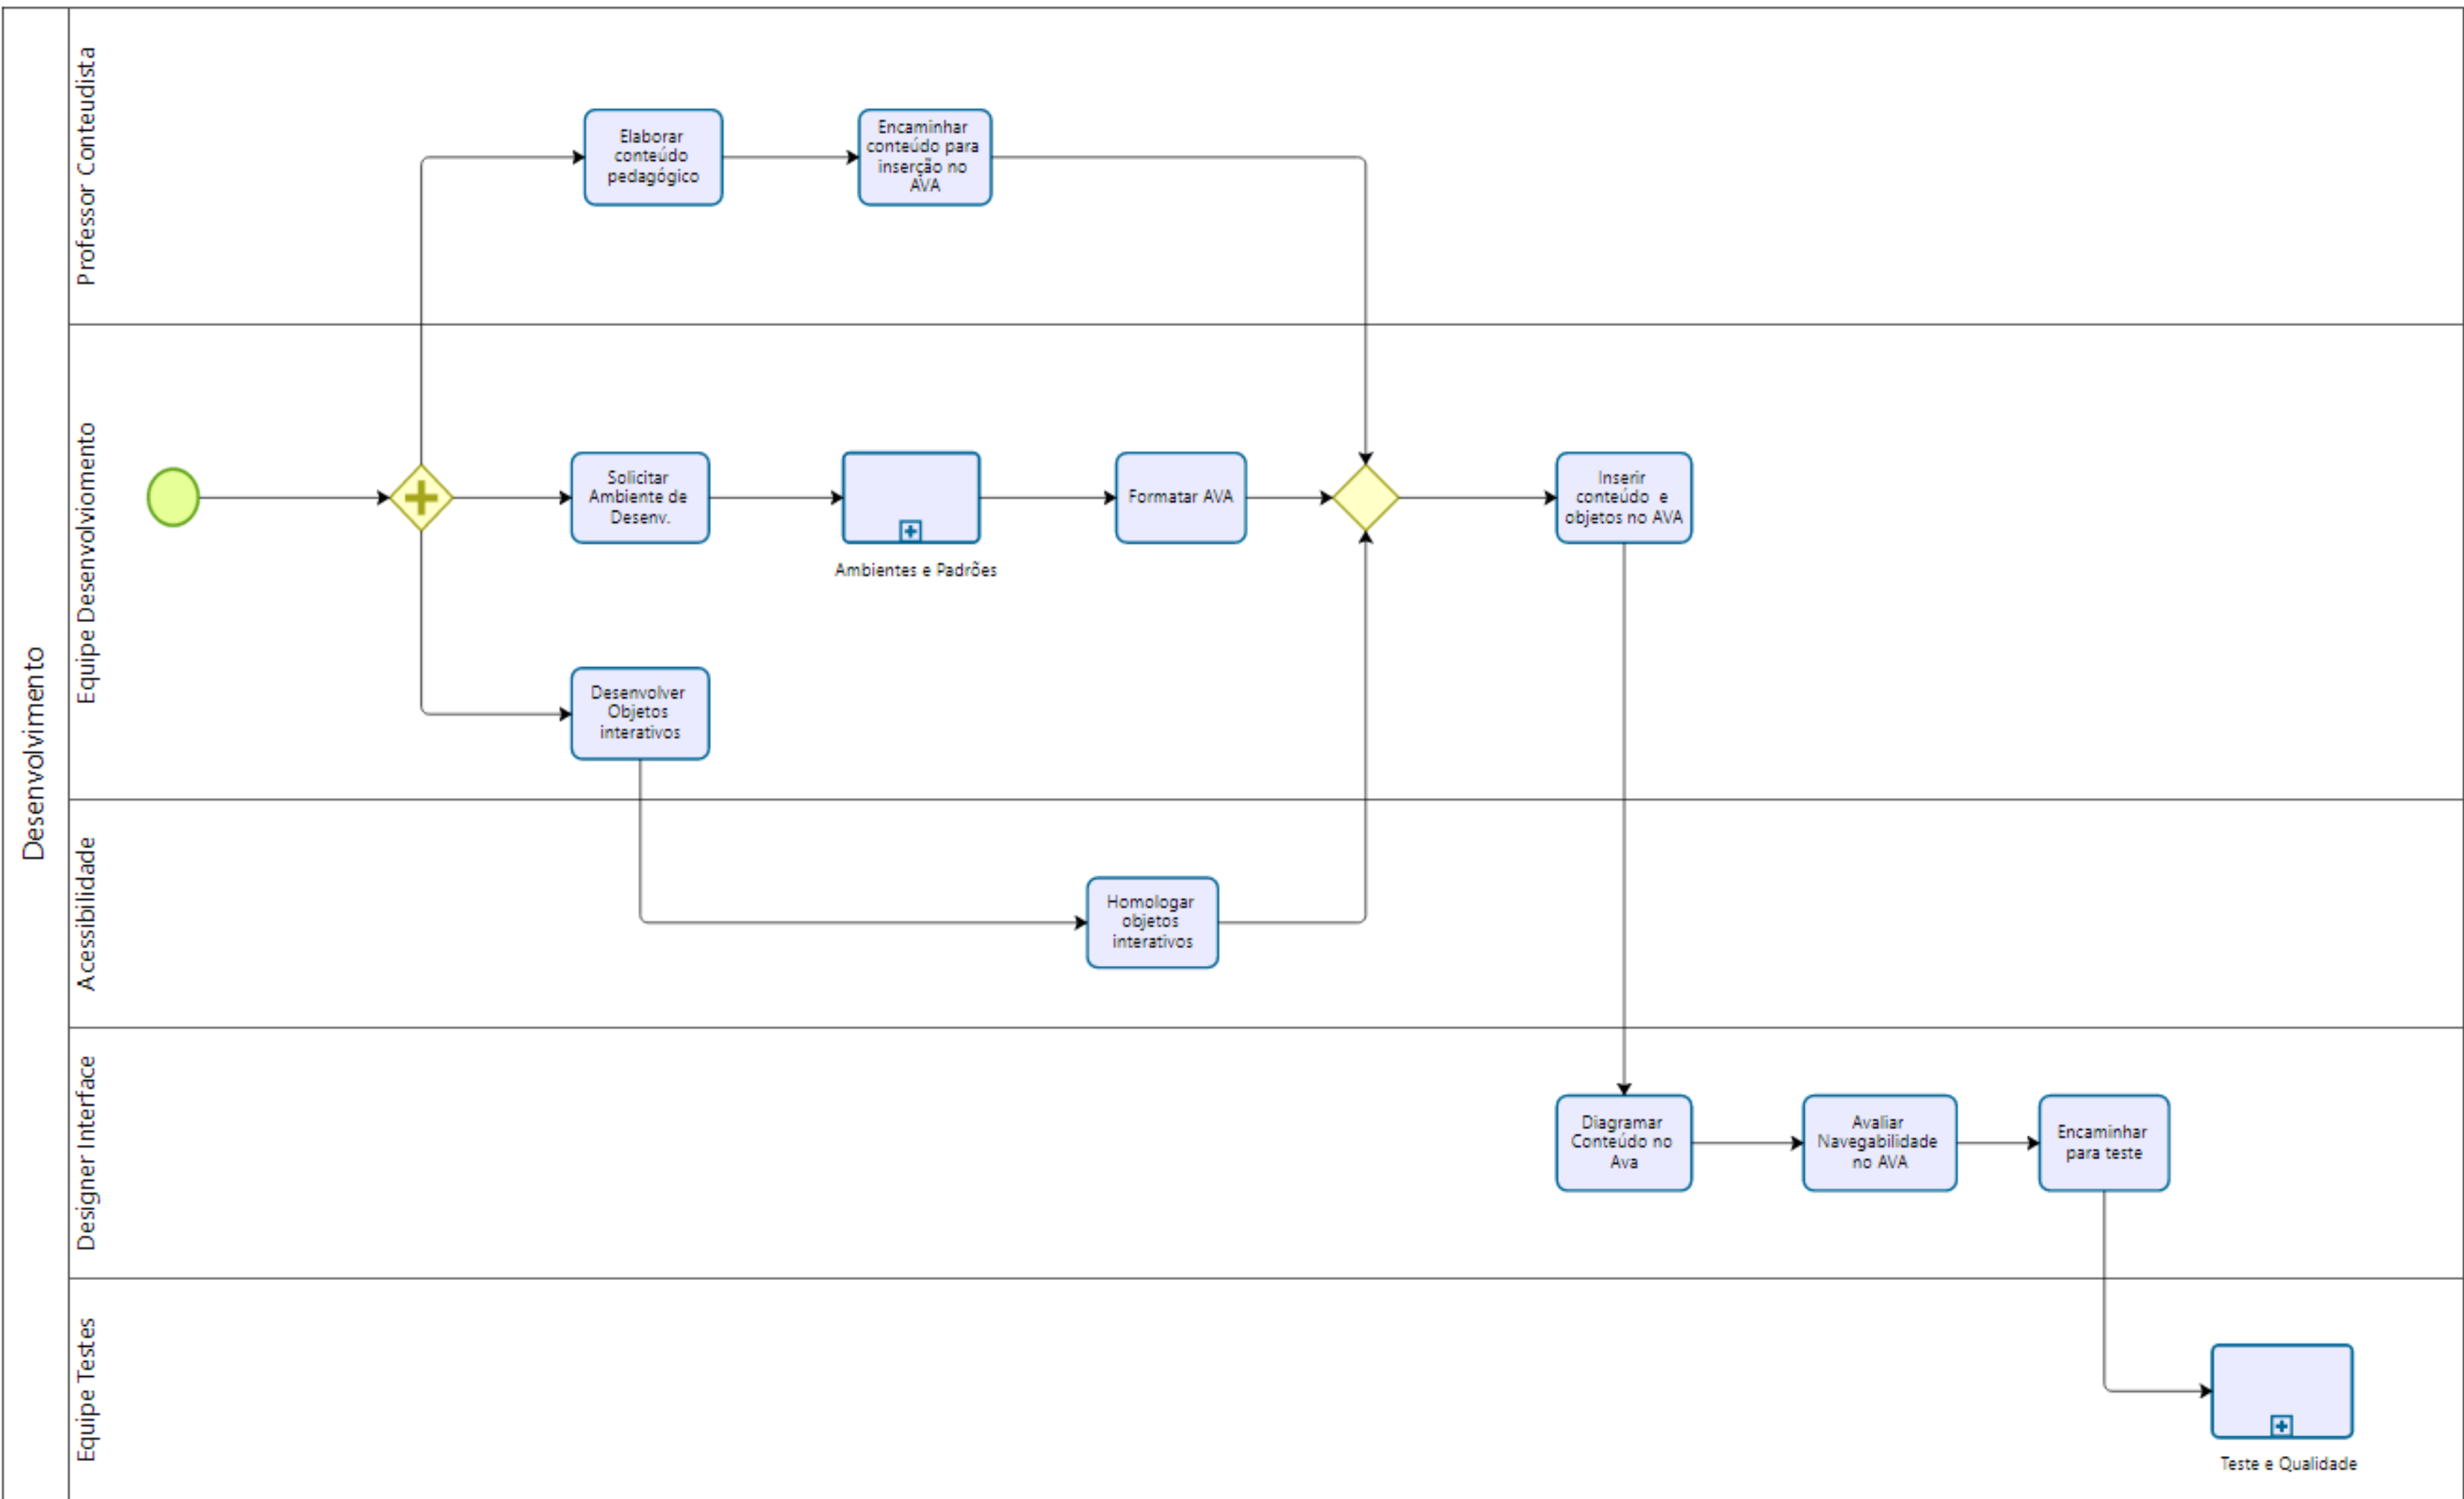 Desenvolvimento
Professor Conteudista
Elaborar
conteúdo
pedagógico
Encaminhar
conteúdo para
inserção no
AVA
Equipe Desenvolviomento
Solicitar
Ambiente de
Desenv.
Ambientes e Padrões
Formatar AVA
Inserir
conteúdo e
objetos no AVA
Desenvolver
Objetos
interativos
Acessibilidade
Homologar
objetos
interativos
Designer Interface
Diagramar
Conteúdo no
Ava
Avaliar
Navegabilidade
no AVA
Encaminhar
para teste
Equipe Testes
Teste e Qualidade